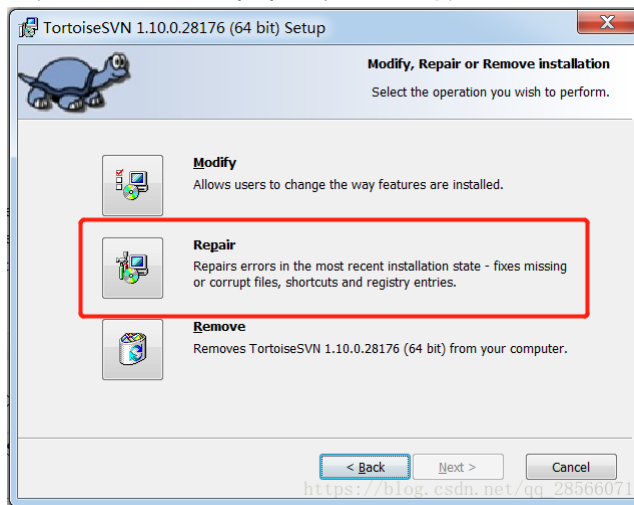 TortoiseSVN 1.10.0.28176 (64 bit) Setup
Modify, Repair or Remove installation
Select the operation you wish to perform.
Modify
Allows users to change the way features are installed.
Repair
Repairs errors in the most recent installation state - fixes missing
or corrupt files, shortcuts and registry entries.
Remove
Removes TortoiseSVN 1.10.0.28176 (64 bit) from your computer.
< Back Next > Cancel
https://blog.csdn.net/qq_28566071